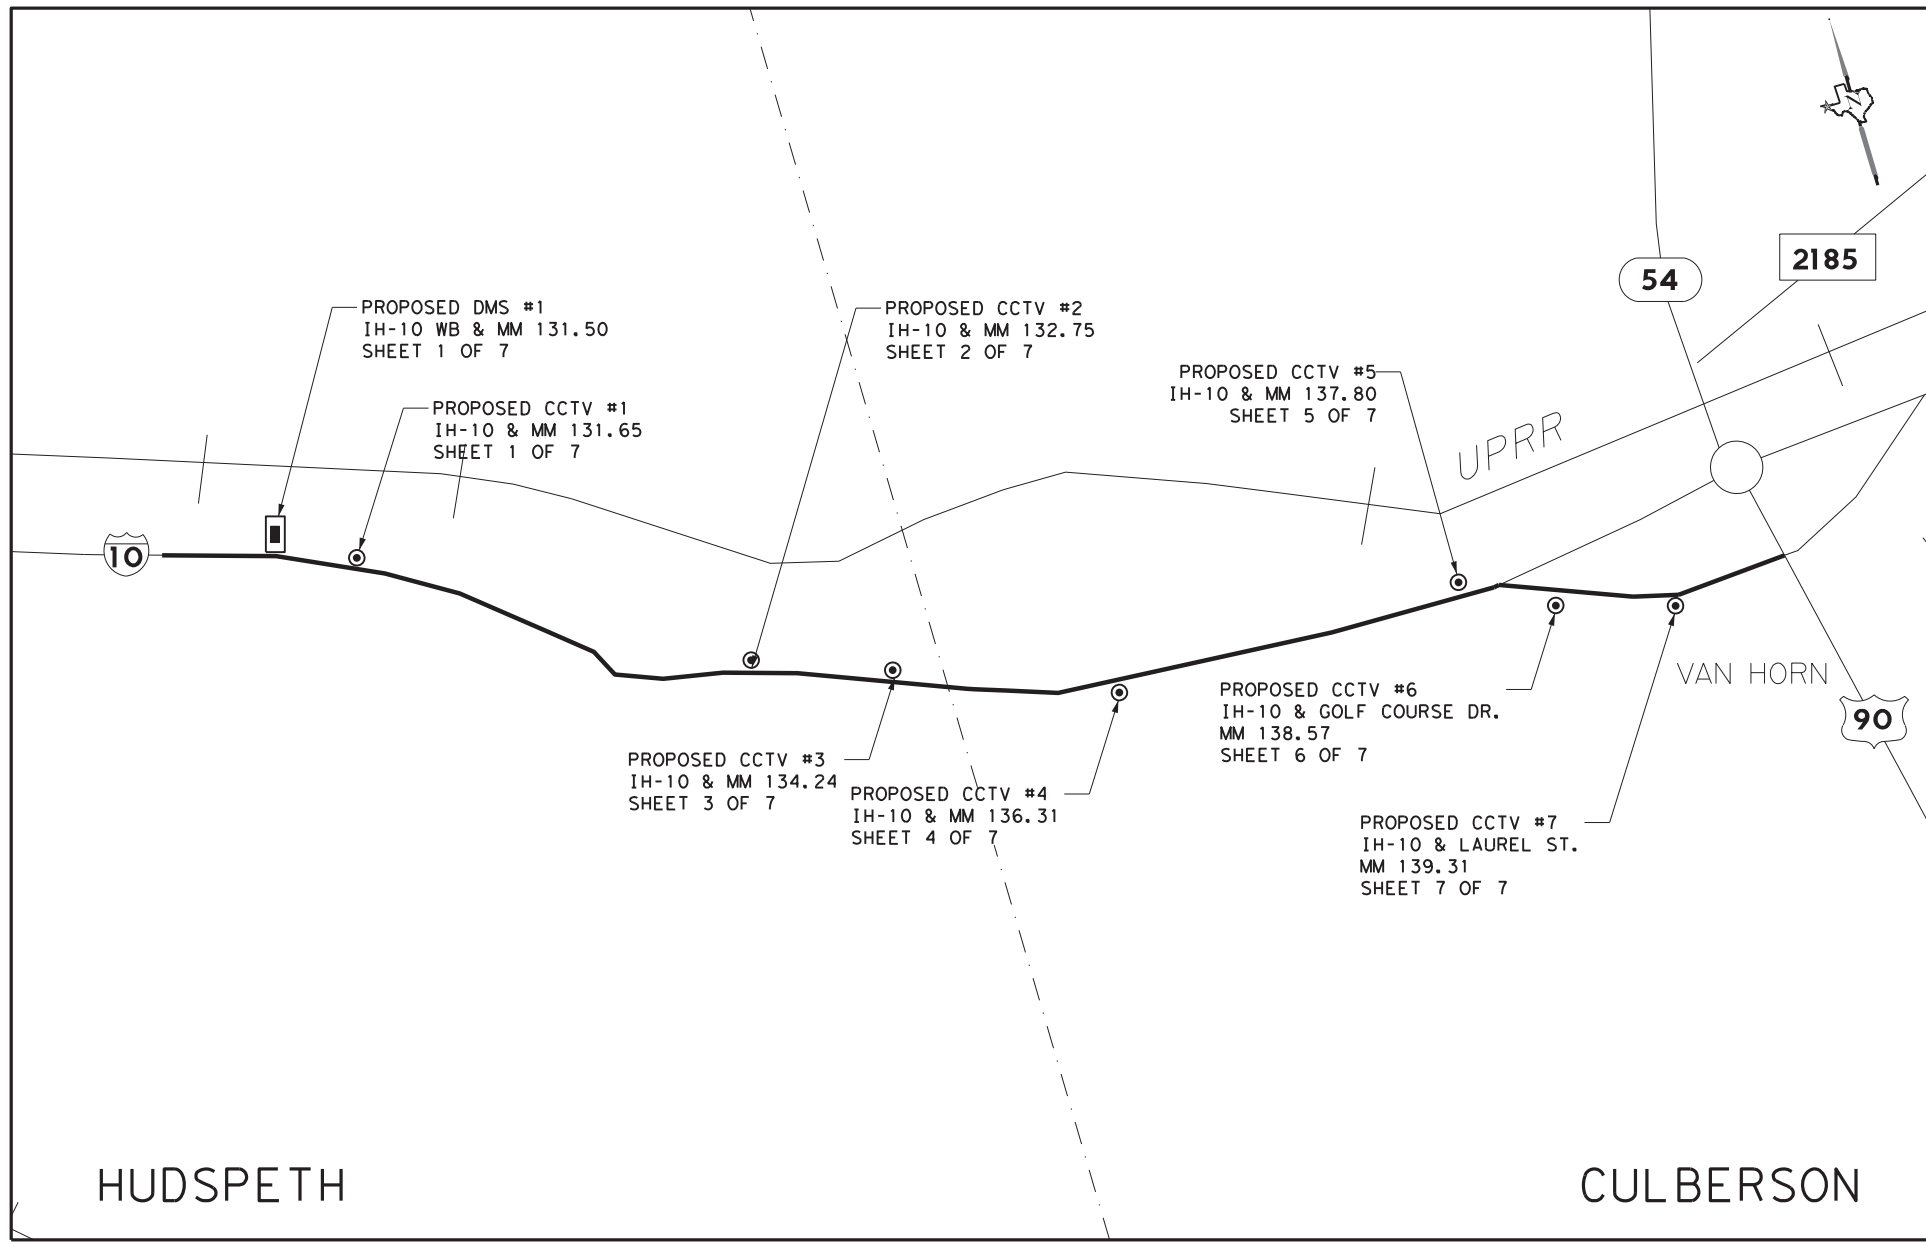 N
54
2185
PROPOSED DMS #1
IH-10 WB & MM 131.50
SHEET 1 OF 7
PROPOSED CCTV #2
IH-10 & MM 132.75
SHEET 2 OF 7
PROPOSED CCTV #5
IH-10 & MM 137.80
SHEET 5 OF 7
PROPOSED CCTV #1
IH-10 & MM 131.65
SHEET 1 OF 7
UPRR
10
VAN HORN
90
PROPOSED CCTV #6
IH-10 & GOLF COURSE DR.
MM 138.57
SHEET 6 OF 7
PROPOSED CCTV #3
IH-10 & MM 134.24
SHEET 3 OF 7
PROPOSED CCTV #4
IH-10 & MM 136.31
SHEET 4 OF 7
PROPOSED CCTV #7
IH-10 & LAUREL ST.
MM 139.31
SHEET 7 OF 7
HUDSPETH
CULBERSON